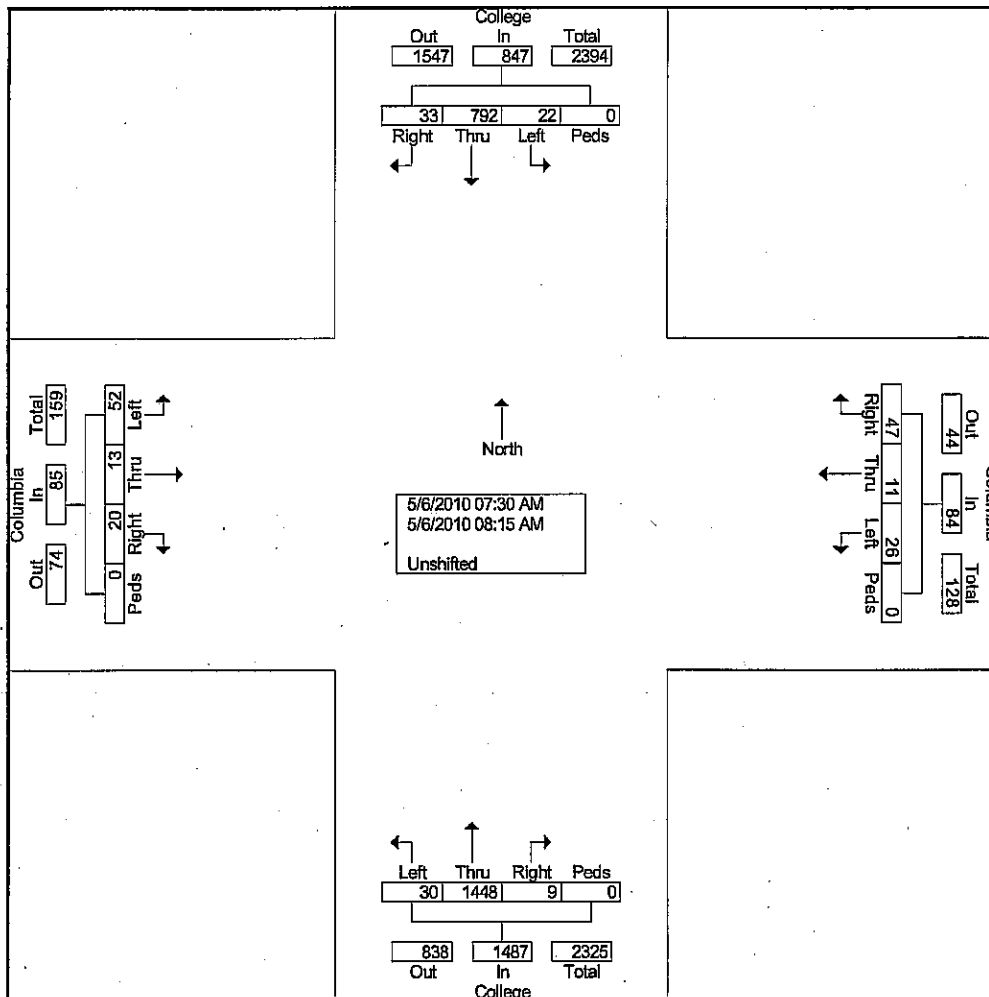 College
Out In Total
1547 847 2394
33 792 22 0
Right Thru Left Peds
Total 159
In 85
Out 74
Columbia
52 13 20 0
Left Thru Right Peds
North
5/6/2010 07:30 AM
5/6/2010 08:15 AM
Unshifted
Right Thru Left Peds
47 11 26 0
Out 44
In 84
Total 128
Left Thru Right Peds
30 1448 9 0
838 1487 2325
Out In Total
College